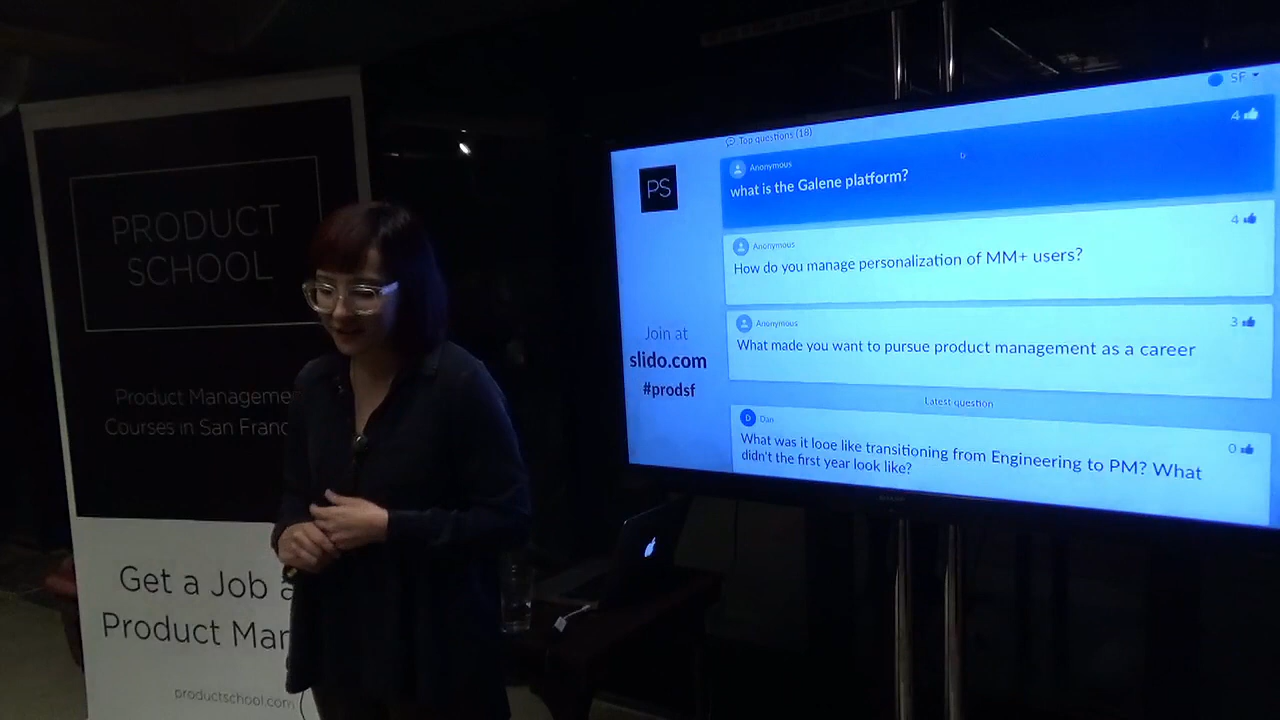 PRODUCT
SCHOOL
Product Manageme
Courses in San Franc
Get a Job a
Product Man
productschool.com
PS
Join at
slido.com
#prodsf
SF
Top questions (18)
Anonymous
4
what is the Galene platform?
Anonymous
4
How do you manage personalization of MM+ users?
Anonymous
3
What made you want to pursue product management as a career
Latest question
D Dan
0
What was it looe like transitioning from Engineering to PM? What
didn't the first year look like?